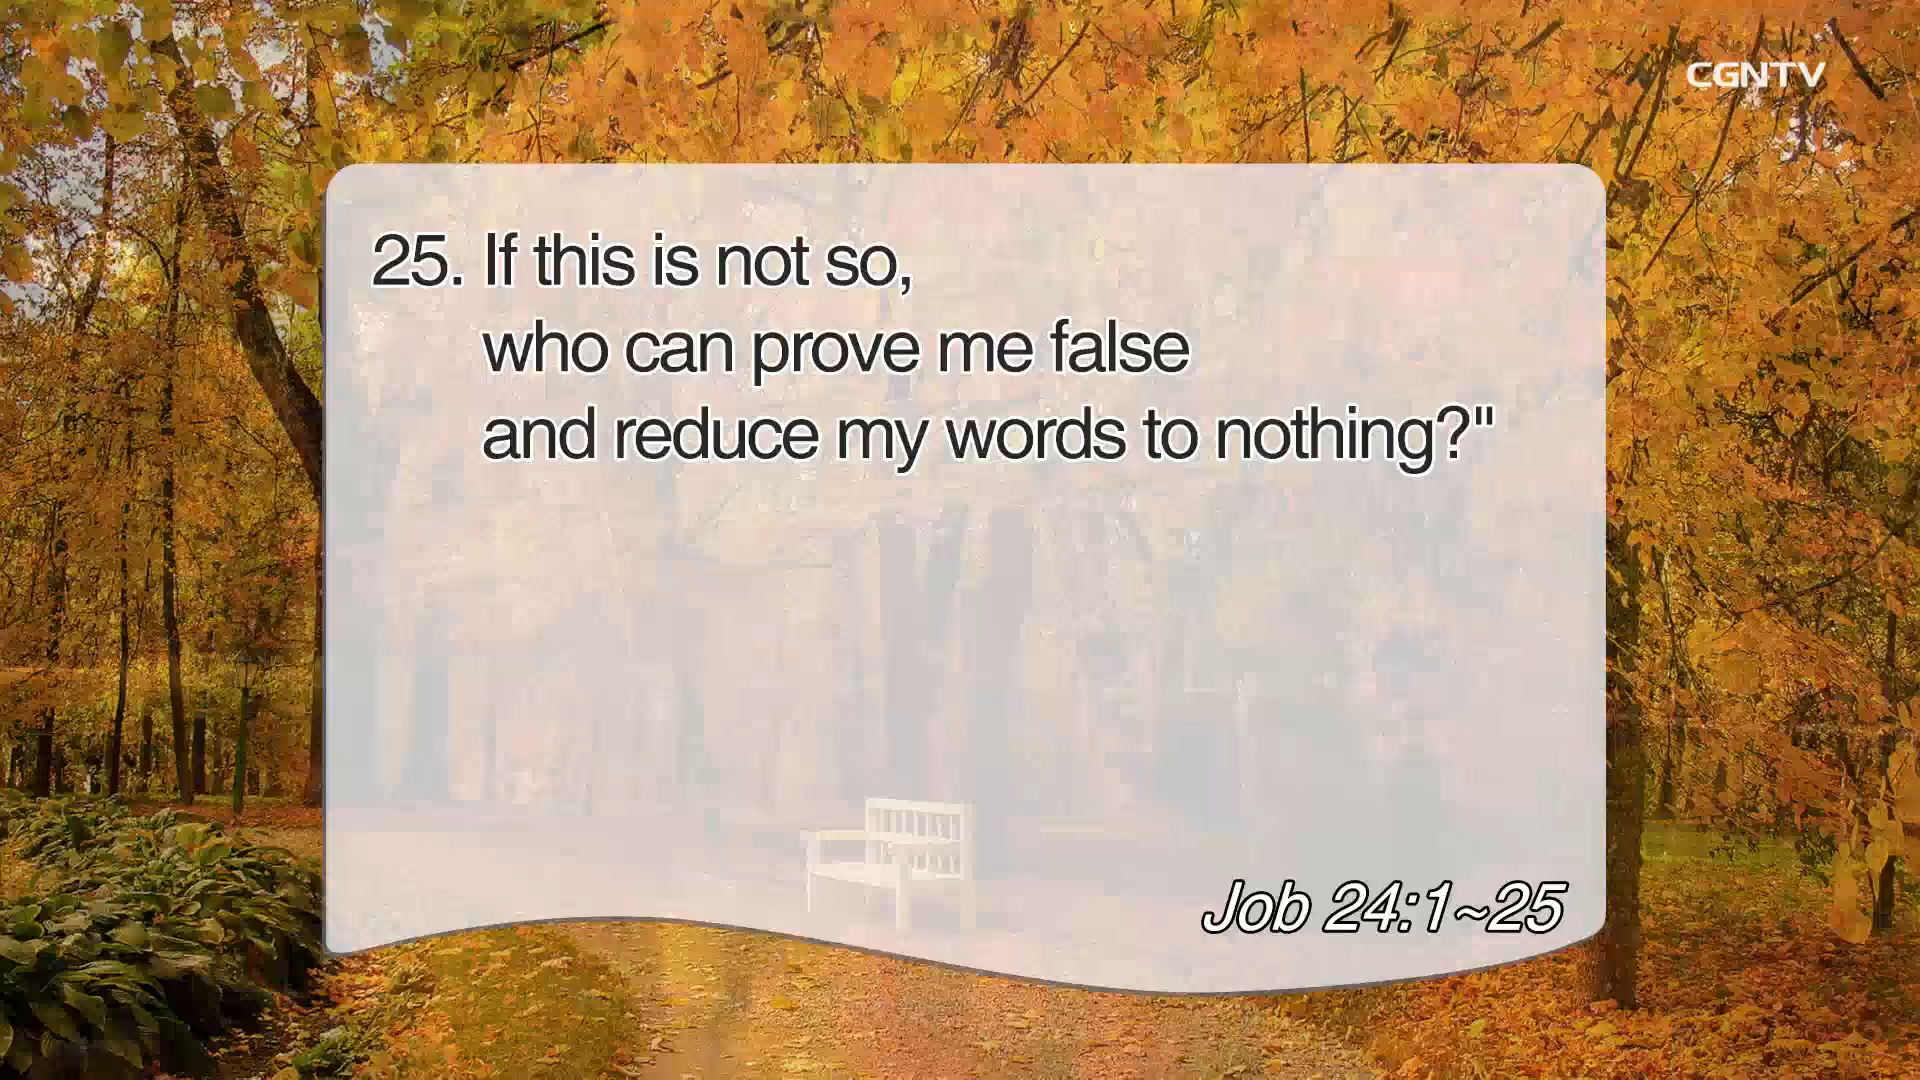 CGNTV
25. If this is not so,
who can prove me false
and reduce my words to nothing?"
Job 24:1~25